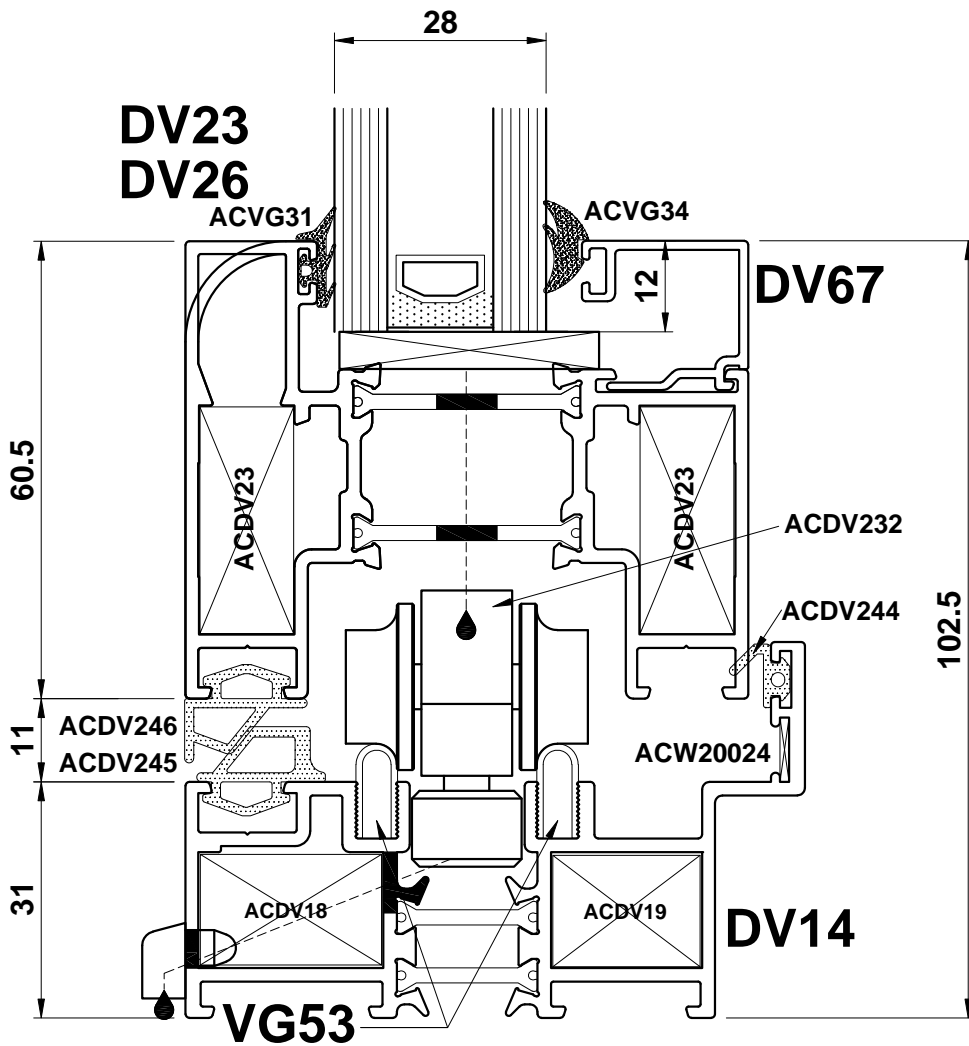 28
DV23
DV26
ACVG31
ACVG34
12
DV67
60.5
ACDV23
ACDV23
ACDV232
ACDV244
102.5
11
ACDV246
ACDV245
ACW20024
31
ACDV18
ACDV19
DV14
VG53